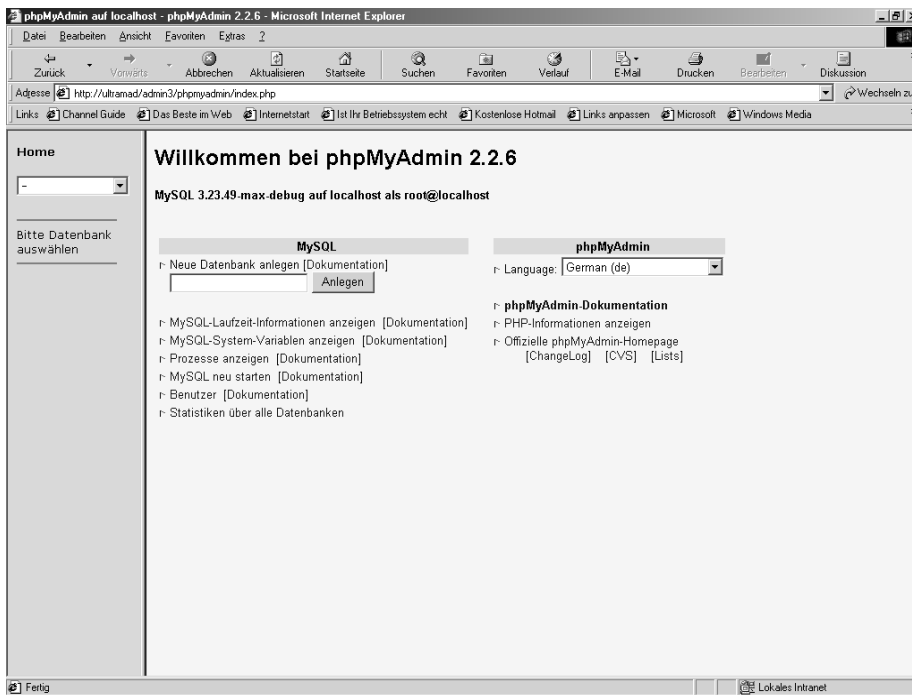 phpMyAdmin auf localhost - phpMyAdmin 2.2.6 - Microsoft Internet Explorer
Datei Bearbeiten Ansicht Favoriten Extras ?
Zurück Vorwärts Abbrechen Aktualisieren Startseite Suchen Favoriten Verlauf E-Mail Drucken Bearbeiten Diskussion
Adresse http://ultramad/admin3/phpmyadmin/index.php Wechseln zu
Links Channel Guide Das Beste im Web Internetstart Ist Ihr Betriebssystem echt Kostenlose Hotmail Links anpassen Microsoft Windows Media
Home
-
Bitte Datenbank
auswählen
Willkommen bei phpMyAdmin 2.2.6
MySQL 3.23.49-max-debug auf localhost als root@localhost
MySQL
Neue Datenbank anlegen [Dokumentation]
Anlegen
MySQL-Laufzeit-Informationen anzeigen [Dokumentation]
MySQL-System-Variablen anzeigen [Dokumentation]
Prozesse anzeigen [Dokumentation]
MySQL neu starten [Dokumentation]
Benutzer [Dokumentation]
Statistiken über alle Datenbanken
phpMyAdmin
Language: German (de)
phpMyAdmin-Dokumentation
PHP-Informationen anzeigen
Offizielle phpMyAdmin-Homepage
[ChangeLog] [CVS] [Lists]
Fertig
Lokales Intranet